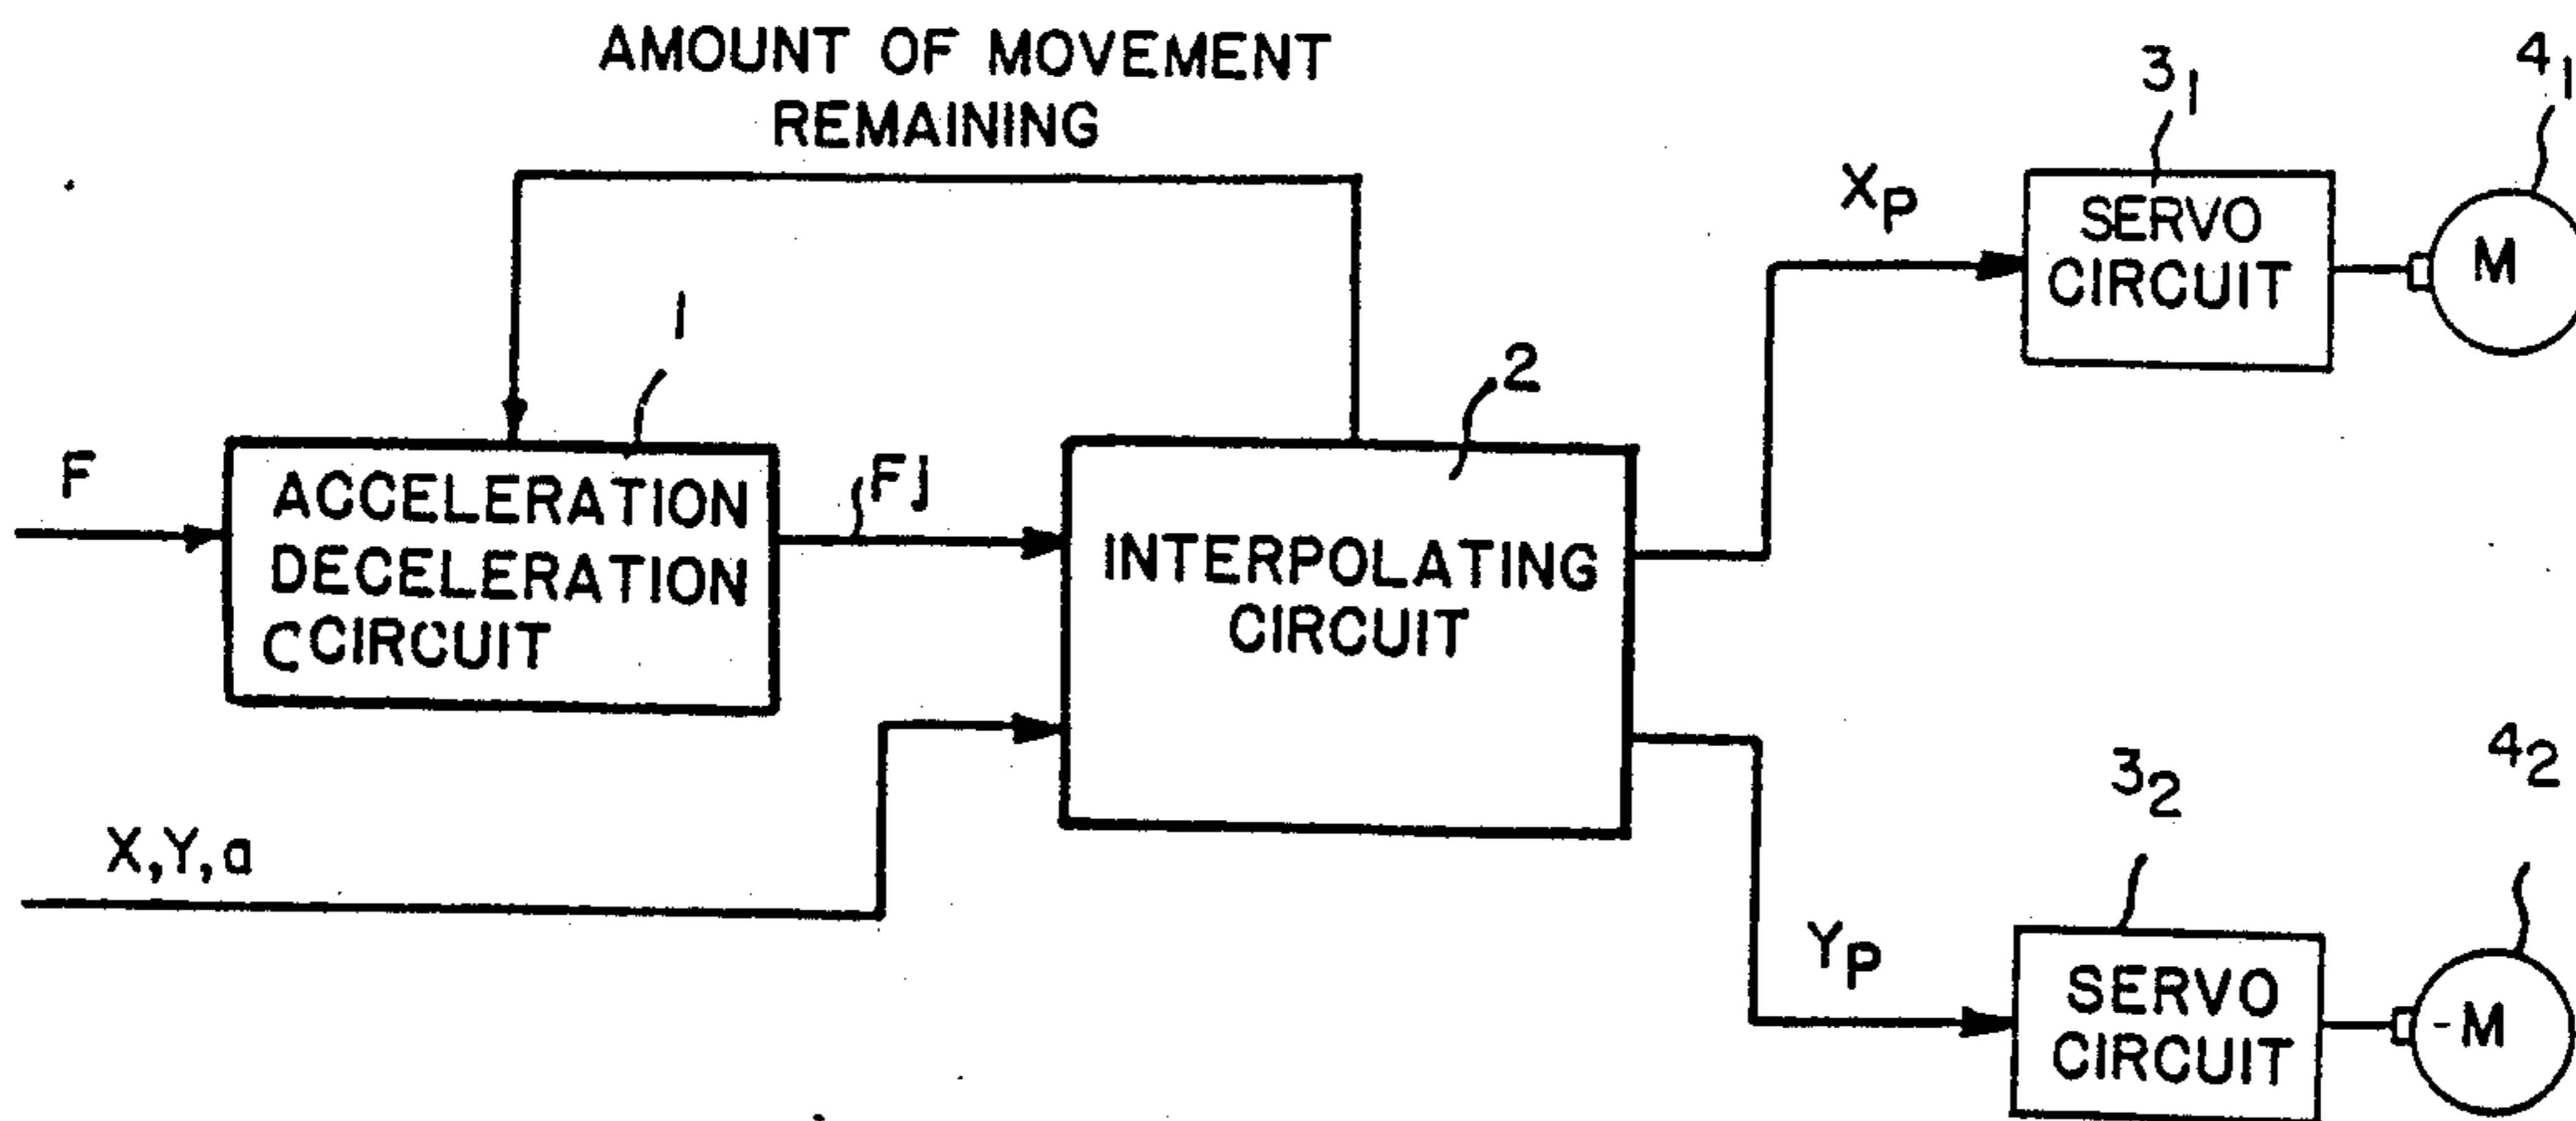 AMOUNT OF MOVEMENT
REMAINING
1
F
ACCELERATION
DECELERATION
CCIRCUIT
Fj
2
INTERPOLATING
CIRCUIT
X,Y,a
XP
31
SERVO
CIRCUIT
41
M
YP
32
SERVO
CIRCUIT
42
-M